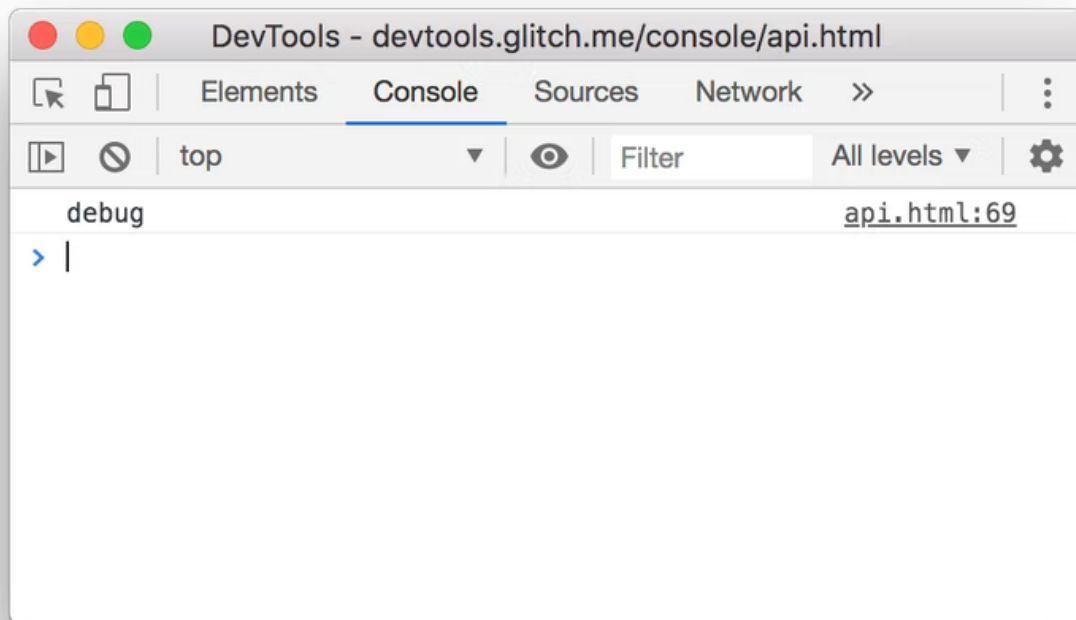 DevTools - devtools.glitch.me/console/api.html
Elements Console Sources Network »
top Filter All levels
debug api.html:69
>